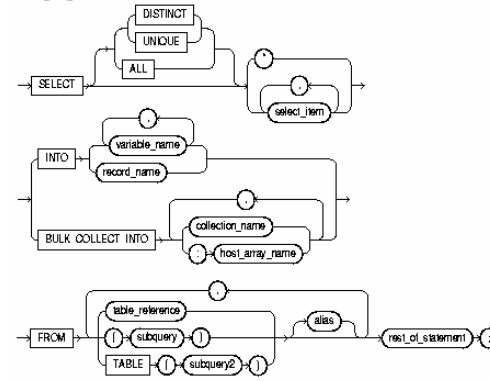 DISTINCT
UNIQUE
ALL
SELECT
*
,
select_item
,
INTO
variable_name
record_name
,
BULK COLLECT INTO
collection_name
: host_array_name
,
table_reference
alias
FROM
( subquery )
rest_of_statement ;
TABLE ( subquery2 )